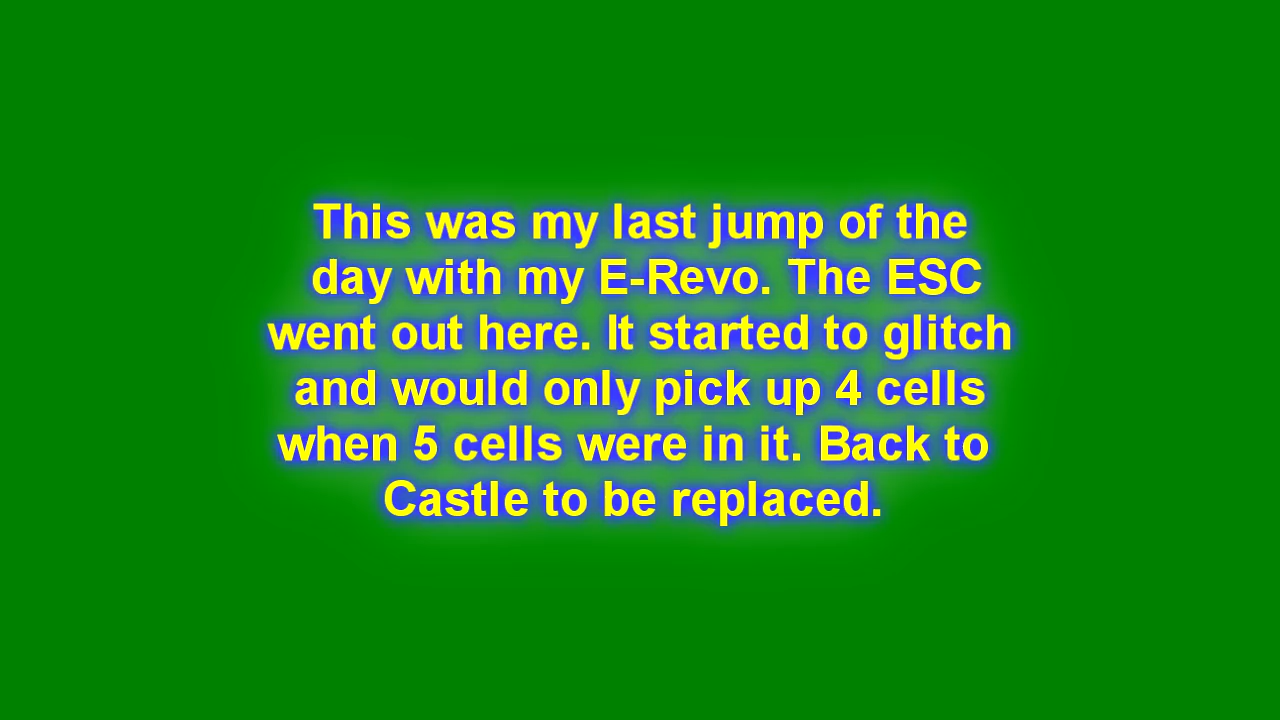 This was my last jump of the
day with my E-Revo. The ESC
went out here. It started to glitch
and would only pick up 4 cells
when 5 cells were in it. Back to
Castle to be replaced.